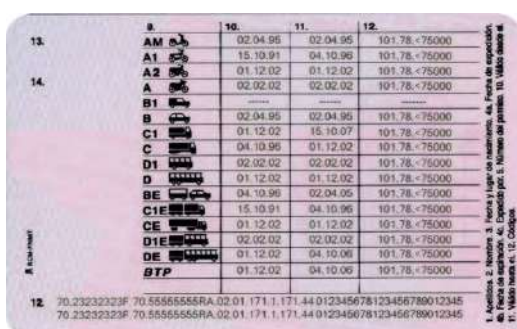 9. 10. 11. 12.
13. AM 02.04.95 02.04.95 101.78.<75000
A1 15.10.91 04.10.96 101.78.<75000
A2 01.12.02 01.12.02 101.78.<75000
14. A 02.02.02 02.02.02 101.78.<75000
B1 ------ ------ -------
B 02.04.95 02.04.95 101.78.<75000
C1 01.12.02 15.10.07 101.78.<75000
C 04.10.96 01.12.02 101.78.<75000
D1 02.02.02 02.02.02 101.78.<75000
D 01.12.02 01.12.02 101.78.<75000
BE 04.10.96 02.04.05 101.78.<75000
C1E 15.10.91 04.10.96 101.78.<75000
CE 01.12.02 01.12.02 101.78.<75000
D1E 02.02.02 02.02.02 101.78.<75000
DE 01.12.02 04.10.06 101.78.<75000
BTP 01.12.02 04.10.06 101.78.<75000
12. 70.23232323F.70.55555555RA.02.01.171.1.171.44.012345678123456789012345
70.23232323F.70.55555555RA.02.01.171.1.171.44.012345678123456789012345
1. Apellidos. 2. Nombre. 3. Fecha y lugar de nacimiento. 4a. Fecha de expedición.
4b. Fecha de expiración. 4c. Expedido por. 5. Número del permiso. 10. Válido desde el.
11. Válido hasta el. 12. Códigos.